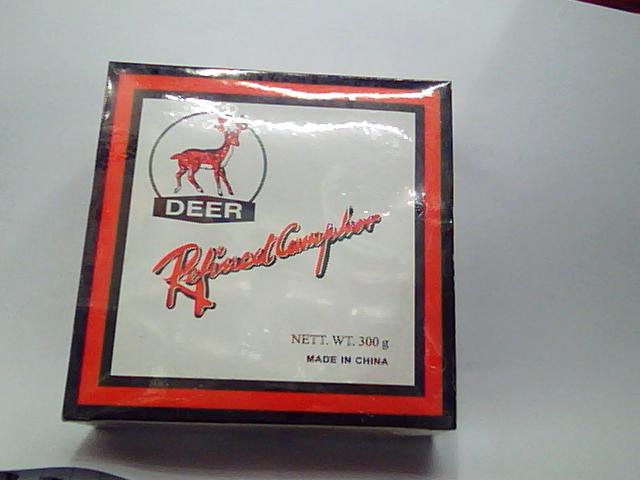 DEER
Refined Camphor
NETT. WT. 300 g
MADE IN CHINA